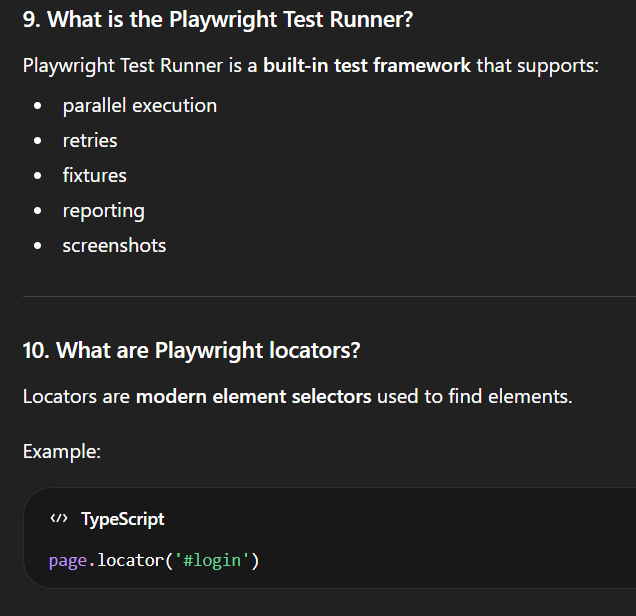 9. What is the Playwright Test Runner?
Playwright Test Runner is a built-in test framework that supports:
• parallel execution
• retries
• fixtures
• reporting
• screenshots
10. What are Playwright locators?
Locators are modern element selectors used to find elements.
Example:
</> TypeScript
page.locator('#login')